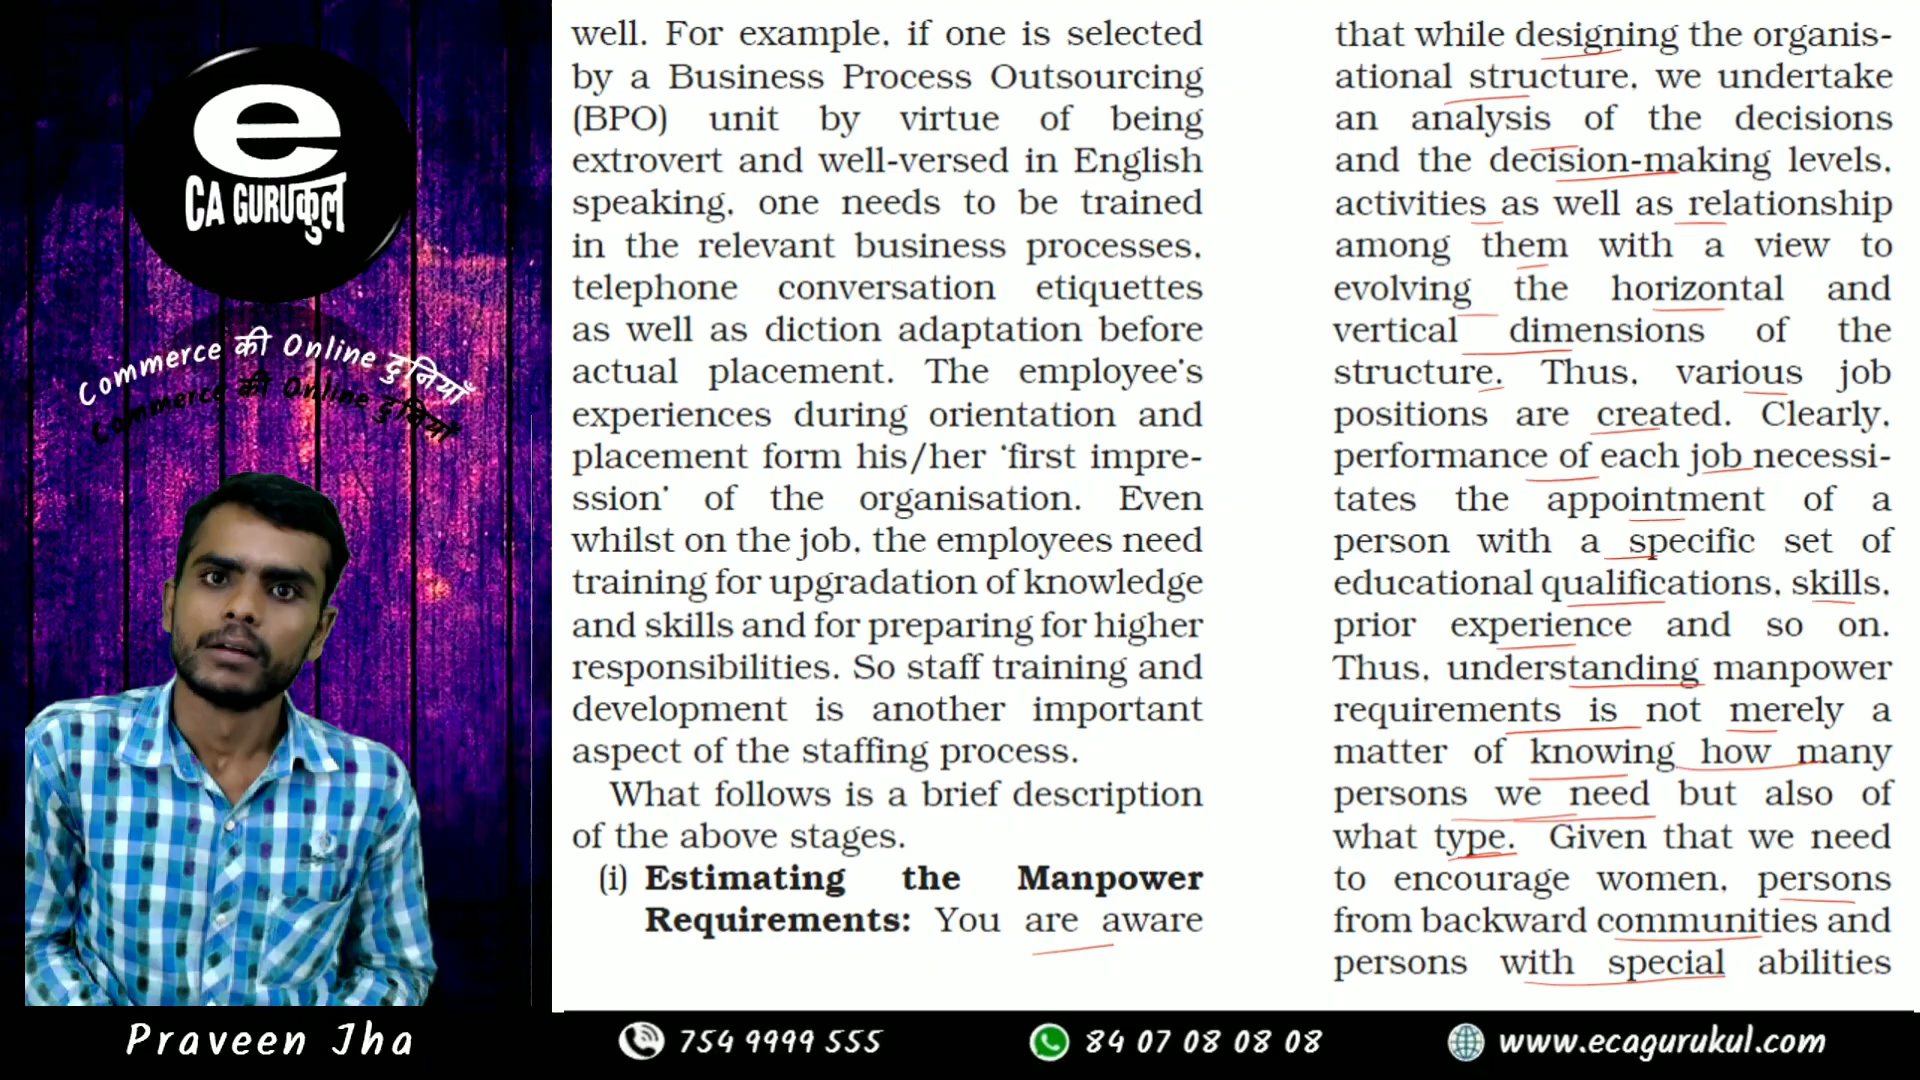 e
CA GURUकुल
Commerce की Online दुनियाँ
Commerce की Online दुनियाँ
well. For example, if one is selected
by a Business Process Outsourcing
(BPO) unit by virtue of being
extrovert and well-versed in English
speaking, one needs to be trained
in the relevant business processes,
telephone conversation etiquettes
as well as diction adaptation before
actual placement. The employee's
experiences during orientation and
placement form his/her 'first impre-
ssion' of the organisation. Even
whilst on the job, the employees need
training for upgradation of knowledge
and skills and for preparing for higher
responsibilities. So staff training and
development is another important
aspect of the staffing process.
What follows is a brief description
of the above stages.
(i) Estimating the Manpower
Requirements: You are aware
that while designing the organis-
ational structure, we undertake
an analysis of the decisions
and the decision-making levels,
activities as well as relationship
among them with a view to
evolving the horizontal and
vertical dimensions of the
structure. Thus, various job
positions are created. Clearly,
performance of each job necessi-
tates the appointment of a
person with a specific set of
educational qualifications, skills,
prior experience and so on.
Thus, understanding manpower
requirements is not merely a
matter of knowing how many
persons we need but also of
what type. Given that we need
to encourage women, persons
from backward communities and
persons with special abilities
Praveen Jha
754 9999 555
84 07 08 08 08
www.ecagurukul.com